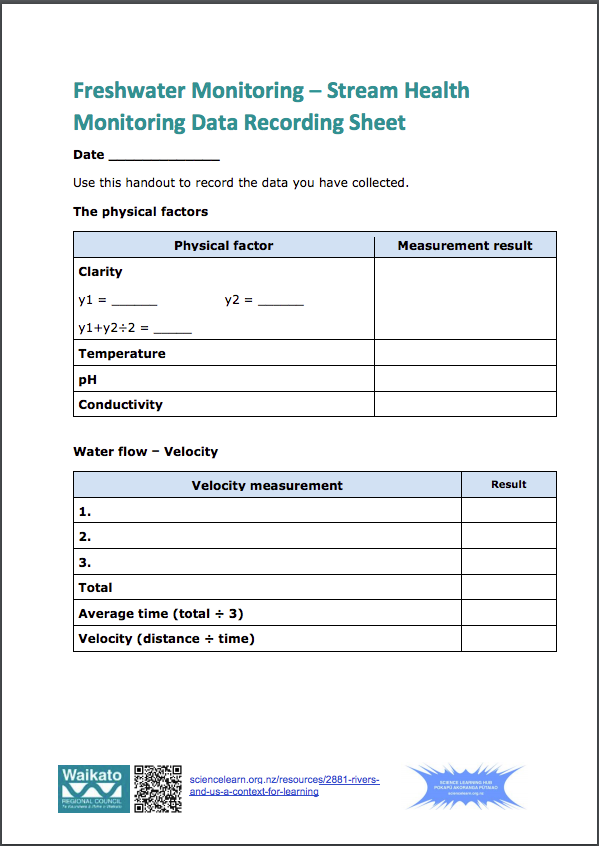 Freshwater Monitoring – Stream Health
Monitoring Data Recording Sheet
Date _______________
Use this handout to record the data you have collected.
The physical factors
Physical factor Measurement result
Clarity
y1 = ______ y2 = ______
y1+y2÷2 = _____
Temperature
pH
Conductivity
Water flow – Velocity
Velocity measurement Result
1.
2.
3.
Total
Average time (total ÷ 3)
Velocity (distance ÷ time)
Waikato
REGIONAL COUNCIL
Te Kaunihera ā Rohe o Waikato
sciencelearn.org.nz/resources/2881-rivers-
and-us-a-context-for-learning
SCIENCE LEARNING HUB
POKAPŪ AKORANGA PŪTAIAO
sciencelearn.org.nz